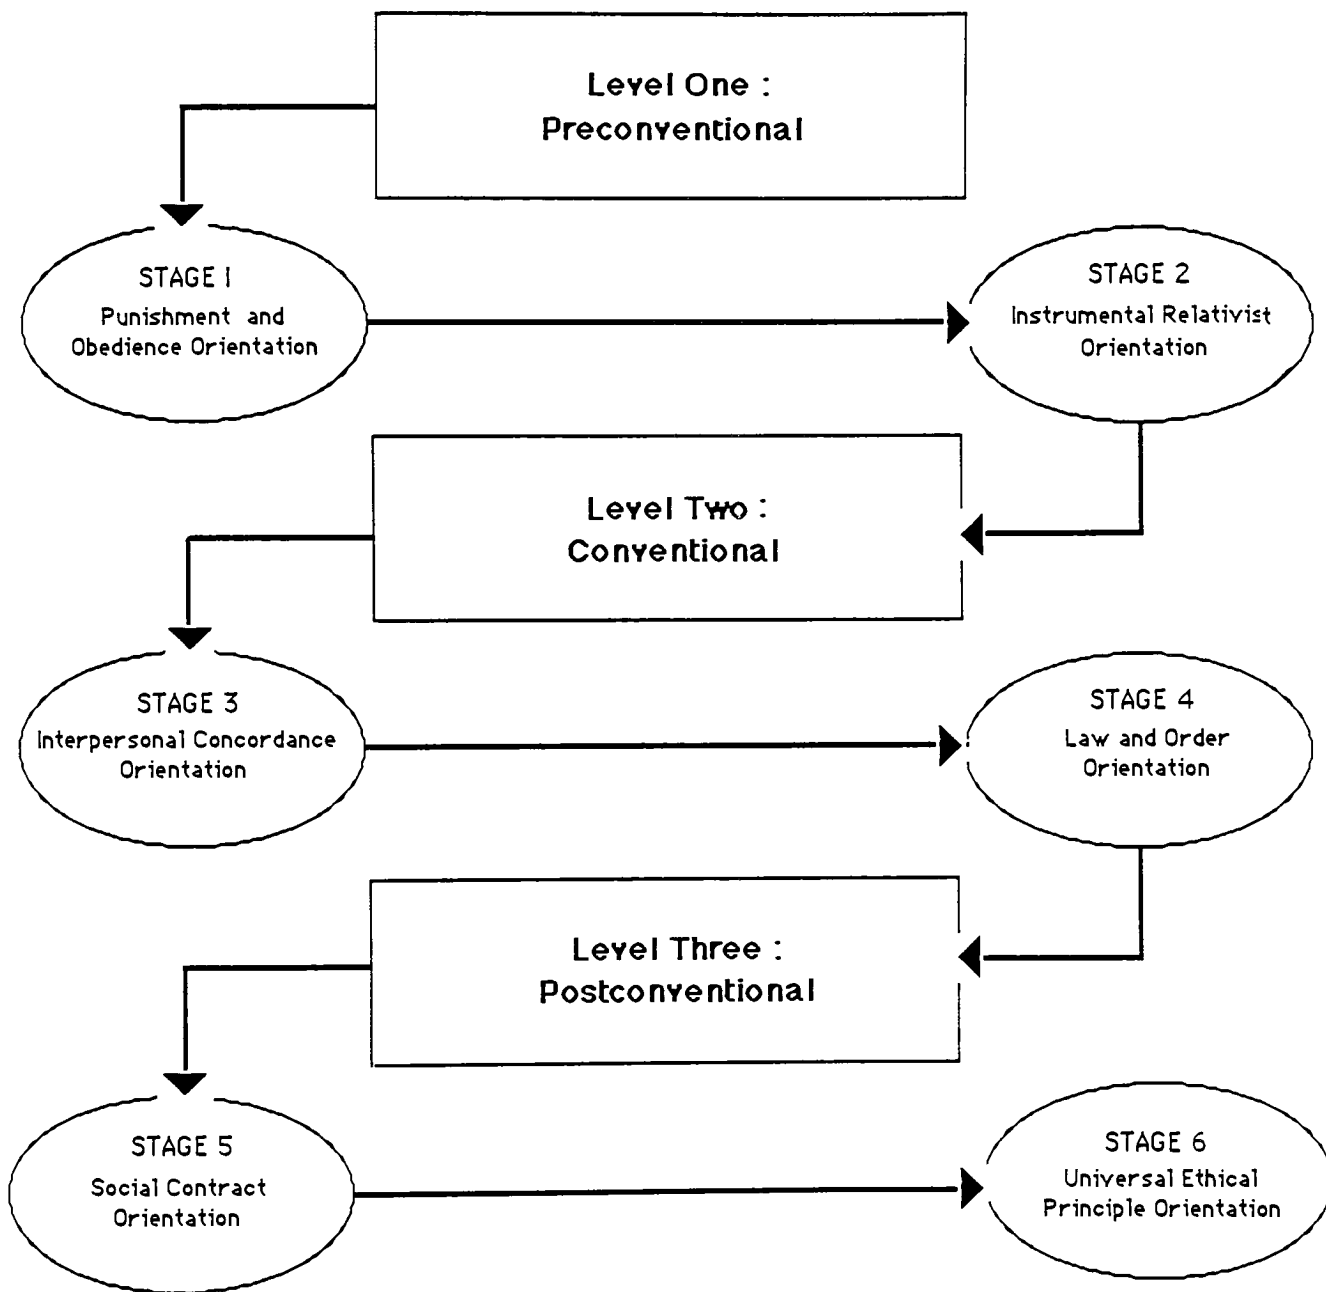 Level One :
Preconventional
STAGE 1
Punishment and
Obedience Orientation
STAGE 2
Instrumental Relativist
Orientation
Level Two :
Conventional
STAGE 3
Interpersonal Concordance
Orientation
STAGE 4
Law and Order
Orientation
Level Three :
Postconventional
STAGE 5
Social Contract
Orientation
STAGE 6
Universal Ethical
Principle Orientation